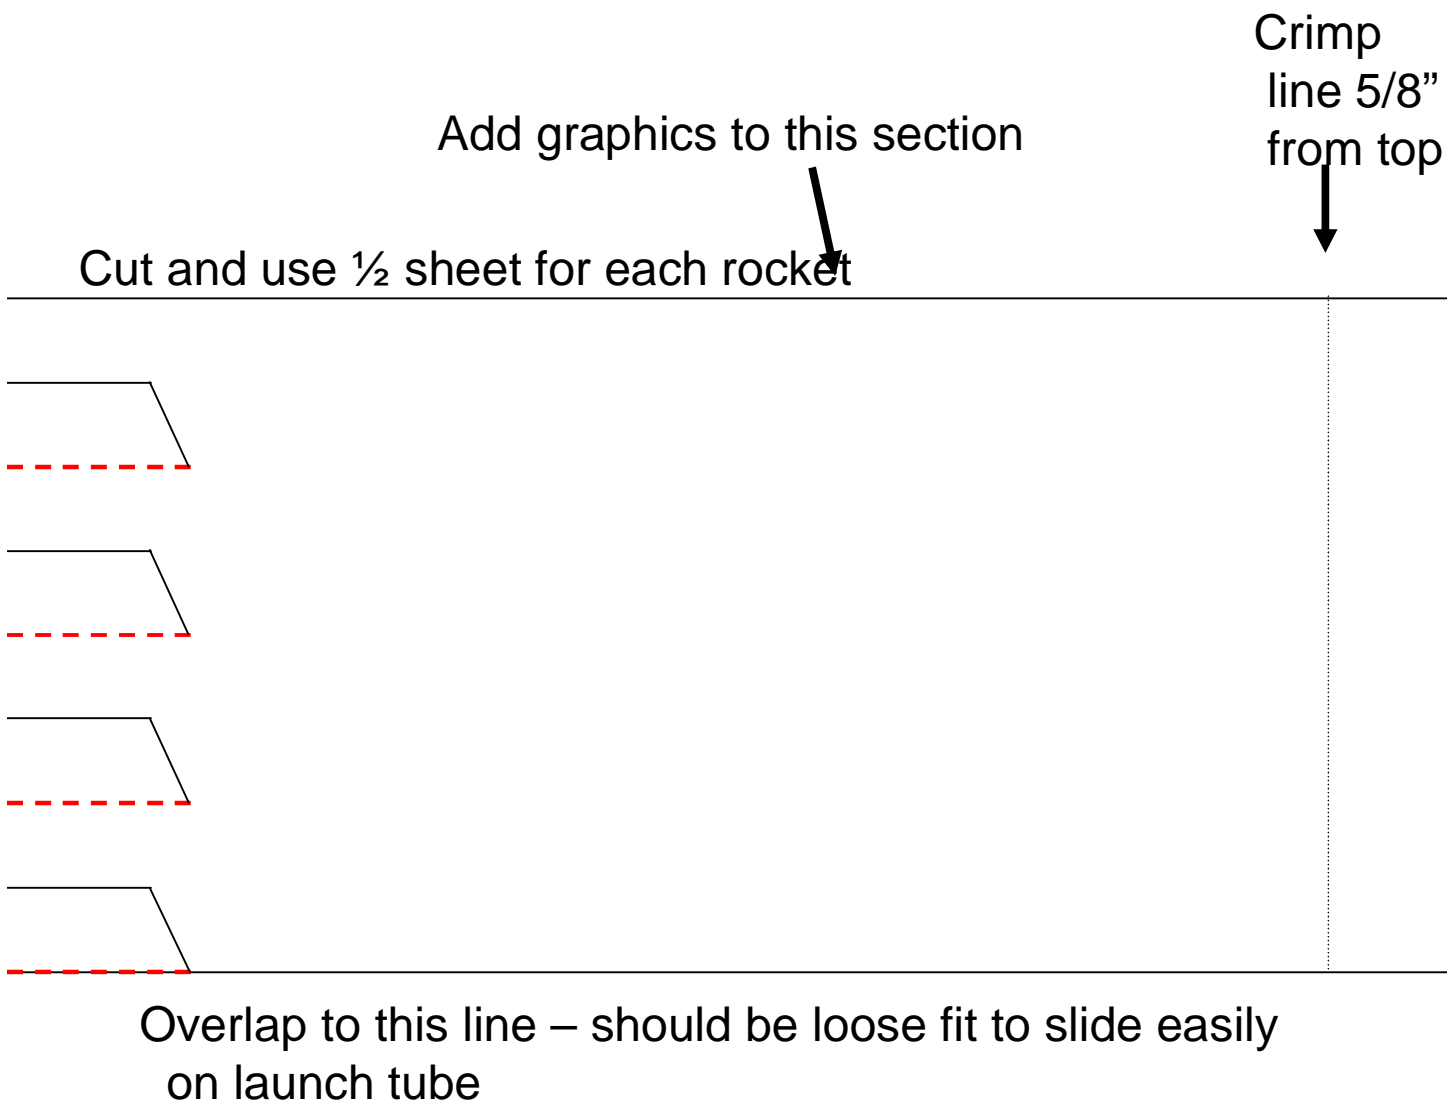 Crimp
line 5/8”
from top
Add graphics to this section
Cut and use ½ sheet for each rocket
Overlap to this line – should be loose fit to slide easily
on launch tube